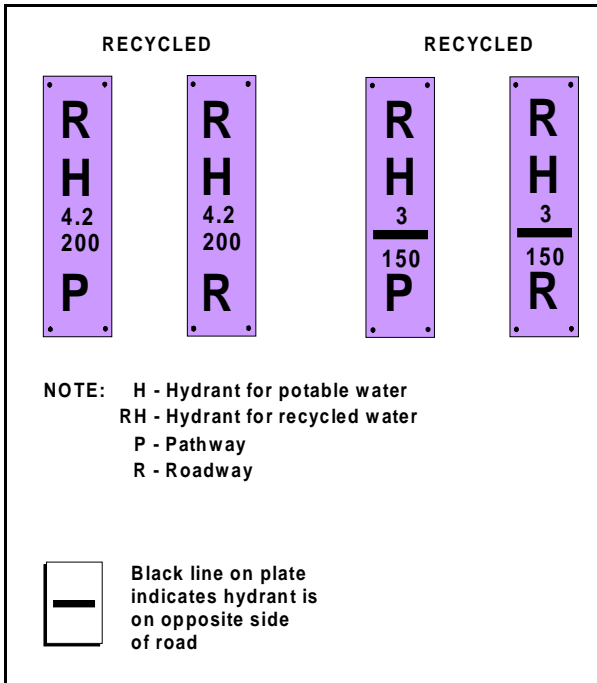 RECYCLED
RECYCLED
R
H
4.2
200
P
R
H
4.2
200
R
R
H
3
150
P
R
H
3
150
R
NOTE: H - Hydrant for potable water
RH - Hydrant for recycled water
P - Pathway
R - Roadway
Black line on plate
indicates hydrant is
on opposite side
of road